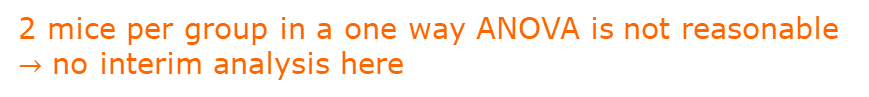 2 mice per group in a one way ANOVA is not reasonable
→ no interim analysis here